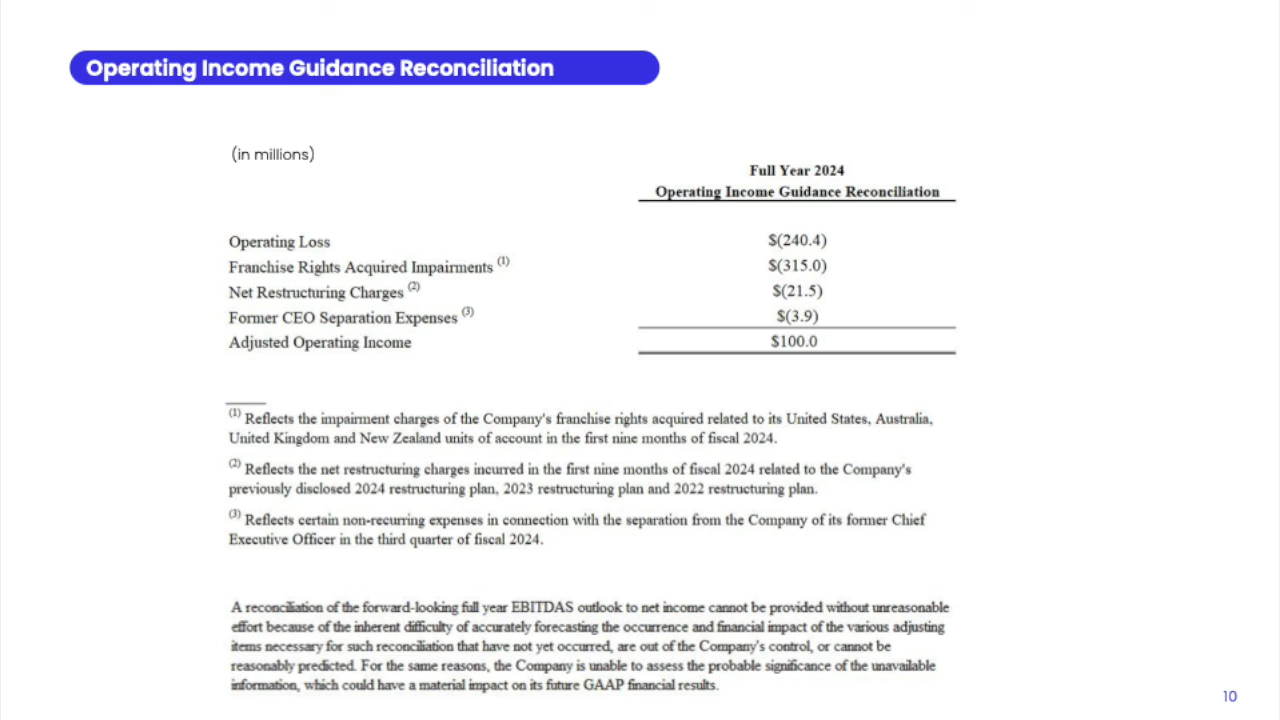 Operating Income Guidance Reconciliation
(in millions)
Full Year 2024
Operating Income Guidance Reconciliation
Operating Loss $(240.4)
Franchise Rights Acquired Impairments (1) $(315.0)
Net Restructuring Charges (2) $(21.5)
Former CEO Separation Expenses (3) $(3.9)
Adjusted Operating Income $100.0
(1) Reflects the impairment charges of the Company's franchise rights acquired related to its United States, Australia,
United Kingdom and New Zealand units of account in the first nine months of fiscal 2024.
(2) Reflects the net restructuring charges incurred in the first nine months of fiscal 2024 related to the Company's
previously disclosed 2024 restructuring plan, 2023 restructuring plan and 2022 restructuring plan.
(3) Reflects certain non-recurring expenses in connection with the separation from the Company of its former Chief
Executive Officer in the third quarter of fiscal 2024.
A reconciliation of the forward-looking full year EBITDAS outlook to net income cannot be provided without unreasonable
effort because of the inherent difficulty of accurately forecasting the occurrence and financial impact of the various adjusting
items necessary for such reconciliation that have not yet occurred, are out of the Company's control, or cannot be
reasonably predicted. For the same reasons, the Company is unable to assess the probable significance of the unavailable
information, which could have a material impact on its future GAAP financial results.
10